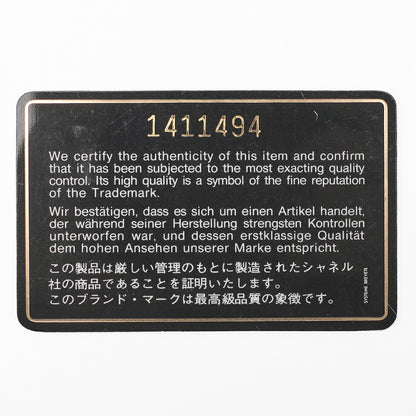 1411494
We certify the authenticity of this item and confirm
that it has been subjected to the most exacting quality
control. Its high quality is a symbol of the fine reputation
of the Trademark.
Wir bestätigen, dass es sich um einen Artikel handelt,
der während seiner Herstellung strengsten Kontrollen
unterworfen war, und dessen erstklassige Qualität
dem hohen Ansehen unserer Marke entspricht.
この製品は厳しい管理のもとに製造されたシャネル
社の商品であることを証明いたします。
このブランド・マークは最高級品質の象徴です。
SYSTEME BREVETE